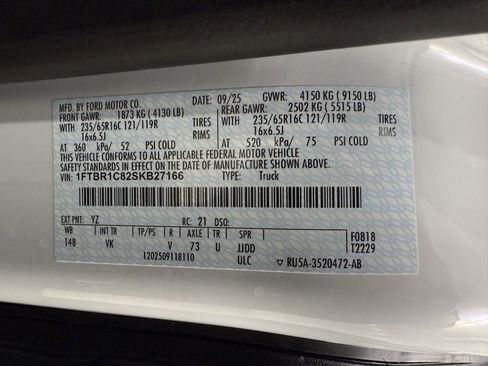 MFD. BY FORD MOTOR CO. DATE: 09/25 GVWR: 4150 KG ( 9150 LB)
FRONT GAWR: 1873 KG ( 4130 LB) REAR GAWR: 2502 KG ( 5515 LB)
WITH 235/65R16C 121/119R TIRES WITH 235/65R16C 121/119R TIRES
16x6.5J RIMS 16x6.5J RIMS
AT 360 kPa/ 52 PSI COLD AT 520 kPa/ 75 PSI COLD
THIS VEHICLE CONFORMS TO ALL APPLICABLE FEDERAL MOTOR VEHICLE
SAFETY STANDARDS IN EFFECT ON THE DATE OF MANUFACTURE SHOWN ABOVE.
VIN: 1FTBR1C82SKB27166 TYPE: Truck
EXT PNT: YZ RC: 21 DSO:
WB INT TR TP/PS R AXLE TR SPR F0818
148 VK V 73 U JJDD T2229
1202509118110 ULC ▽ RU5A-3520472-AB